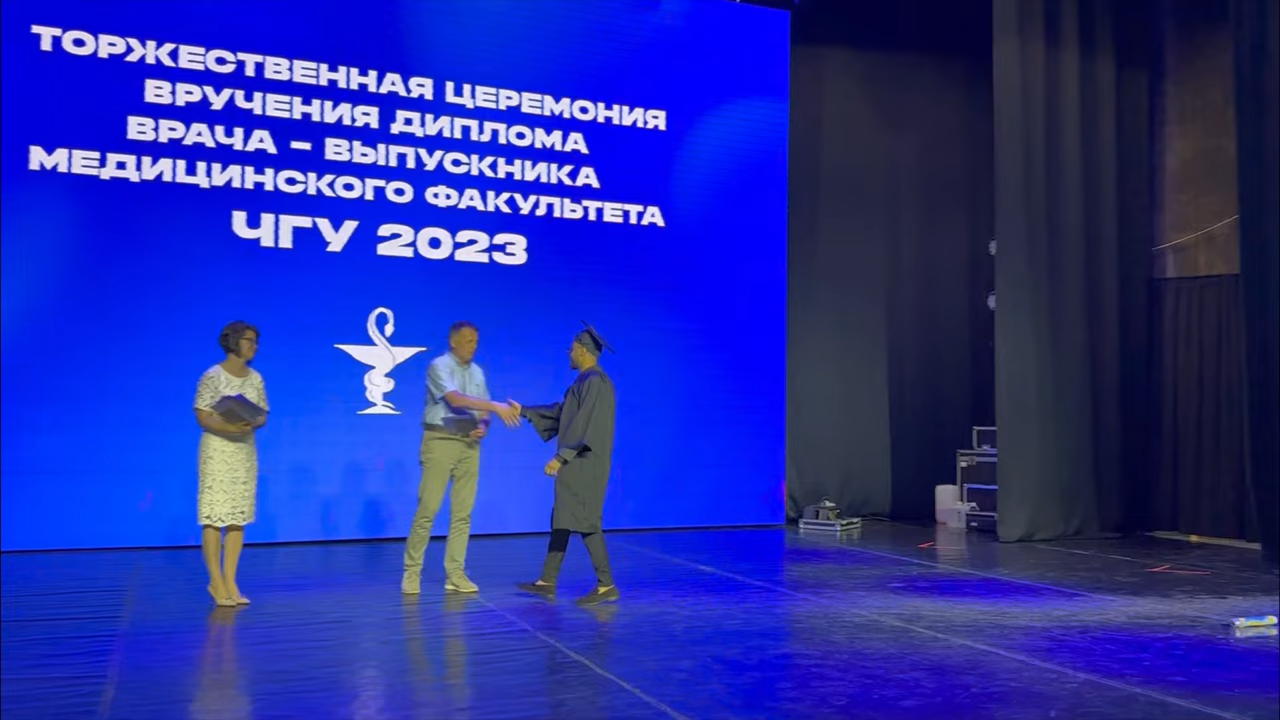 ТОРЖЕСТВЕННАЯ ЦЕРЕМОНИЯ
ВРУЧЕНИЯ ДИПЛОМА
ВРАЧА - ВЫПУСКНИКА
МЕДИЦИНСКОГО ФАКУЛЬТЕТА
ЧГУ 2023